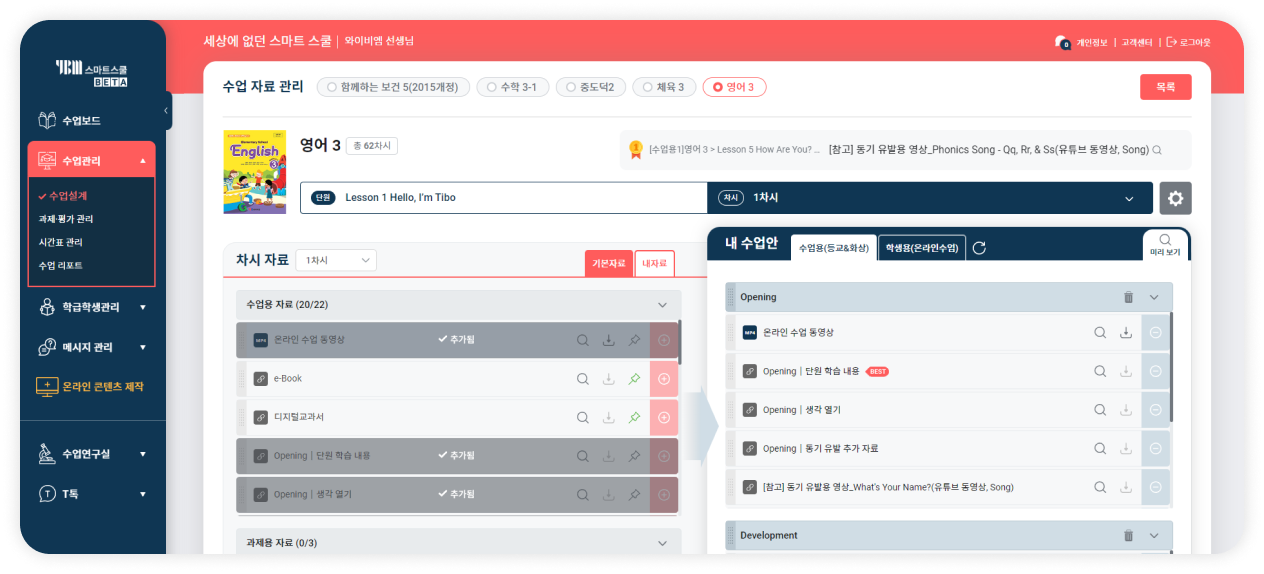 YBM 스마트스쿨
BETA
수업보드
수업관리
수업설계
과제·평가 관리
시간표 관리
수업 리포트
학급학생관리
메시지 관리
온라인 콘텐츠 제작
수업연구실
T톡
세상에 없던 스마트 스쿨 | 와이비엠 선생님
0 개인정보 | 고객센터 | 로그아웃
수업 자료 관리
함께하는 보건 5(2015개정)
수학 3-1
중도덕2
체육 3
영어 3
목록
English
3
영어 3 총 62차시
[수업용1]영어 3 > Lesson 5 How Are You? ... [참고] 동기 유발용 영상_Phonics Song - Qq, Rr, & Ss(유튜브 동영상, Song)
단원 Lesson 1 Hello, I'm Tibo
차시 1차시
차시 자료 1차시
기본자료 내자료
수업용 자료 (20/22)
MP4 온라인 수업 동영상 추가됨
e-Book
디지털교과서
Opening | 단원 학습 내용 추가됨
Opening | 생각 열기 추가됨
과제용 자료 (0/3)
내 수업안 수업용(등교&화상) 학생용(온라인수업) 미리 보기
Opening
MP4 온라인 수업 동영상
Opening | 단원 학습 내용 BEST
Opening | 생각 열기
Opening | 동기 유발 추가 자료
[참고] 동기 유발용 영상_What's Your Name?(유튜브 동영상, Song)
Development